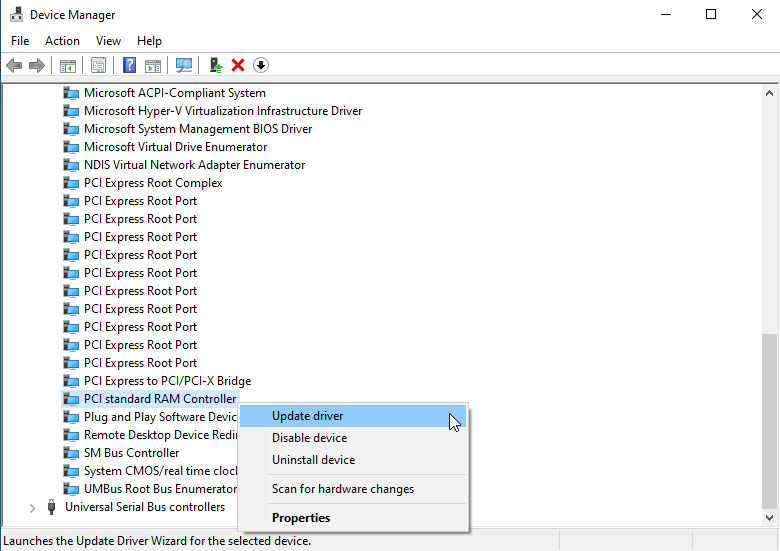 Device Manager
File Action View Help
Microsoft ACPI-Compliant System
Microsoft Hyper-V Virtualization Infrastructure Driver
Microsoft System Management BIOS Driver
Microsoft Virtual Drive Enumerator
NDIS Virtual Network Adapter Enumerator
PCI Express Root Complex
PCI Express Root Port
PCI Express Root Port
PCI Express Root Port
PCI Express Root Port
PCI Express Root Port
PCI Express Root Port
PCI Express Root Port
PCI Express Root Port
PCI Express Root Port
PCI Express Root Port
PCI Express to PCI/PCI-X Bridge
PCI standard RAM Controller
Plug and Play Software Devic
Remote Desktop Device Redir
SM Bus Controller
System CMOS/real time clock
UMBus Root Bus Enumerator
Universal Serial Bus controllers
Update driver
Disable device
Uninstall device
Scan for hardware changes
Properties
Launches the Update Driver Wizard for the selected device.